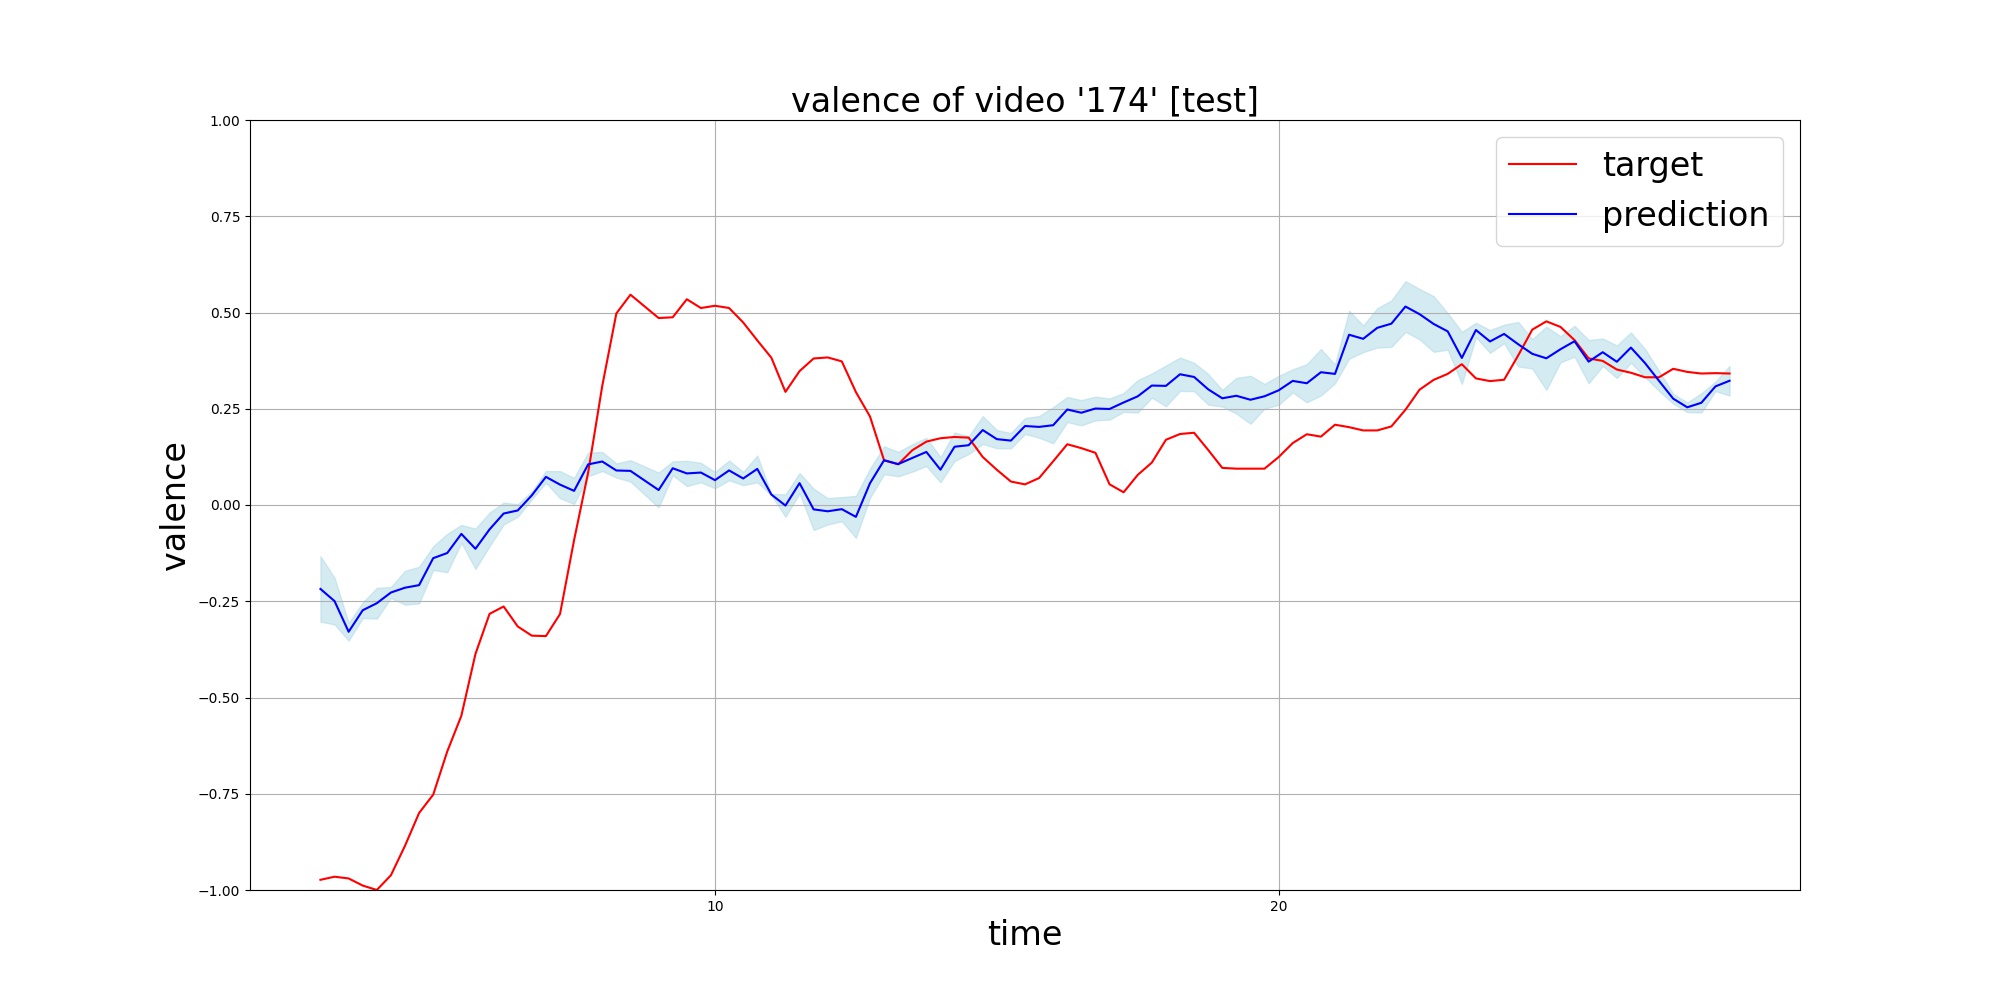 valence of video '174' [test]
1.00
0.75
0.50
0.25
0.00
−0.25
−0.50
−0.75
−1.00
valence
10
20
time
target
prediction